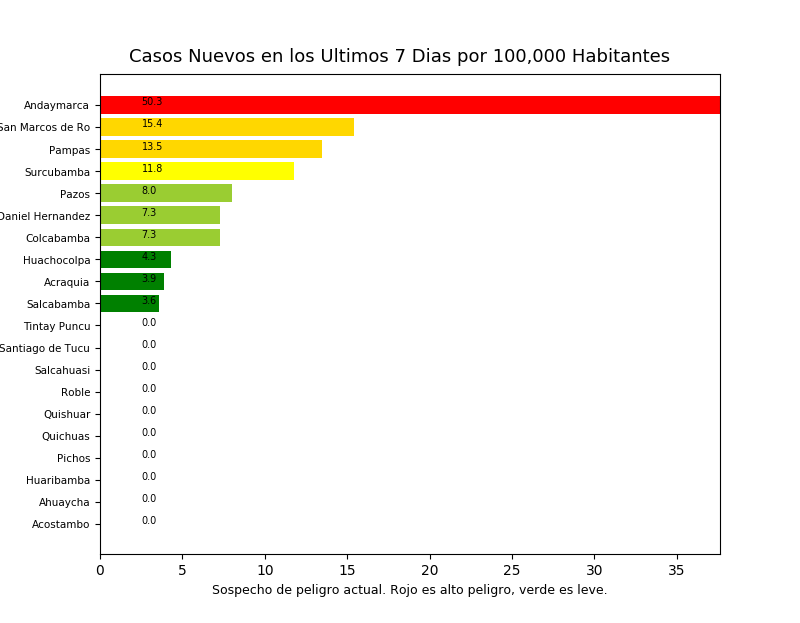 Casos Nuevos en los Ultimos 7 Dias por 100,000 Habitantes
Andaymarca 50.3
San Marcos de Ro 15.4
Pampas 13.5
Surcubamba 11.8
Pazos 8.0
Daniel Hernandez 7.3
Colcabamba 7.3
Huachocolpa 4.3
Acraquia 3.9
Salcabamba 3.6
Tintay Puncu 0.0
Santiago de Tucu 0.0
Salcahuasi 0.0
Roble 0.0
Quishuar 0.0
Quichuas 0.0
Pichos 0.0
Huaribamba 0.0
Ahuaycha 0.0
Acostambo 0.0
0 5 10 15 20 25 30 35
Sospecho de peligro actual. Rojo es alto peligro, verde es leve.